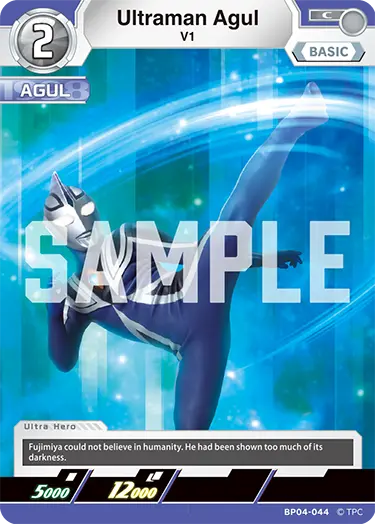 2
Ultraman Agul
V1
C
BASIC
AGUL
SAMPLE
Ultra Hero
Fujimiya could not believe in humanity. He had been shown too much of its
darkness.
5000
12000
BP04-044 © TPC